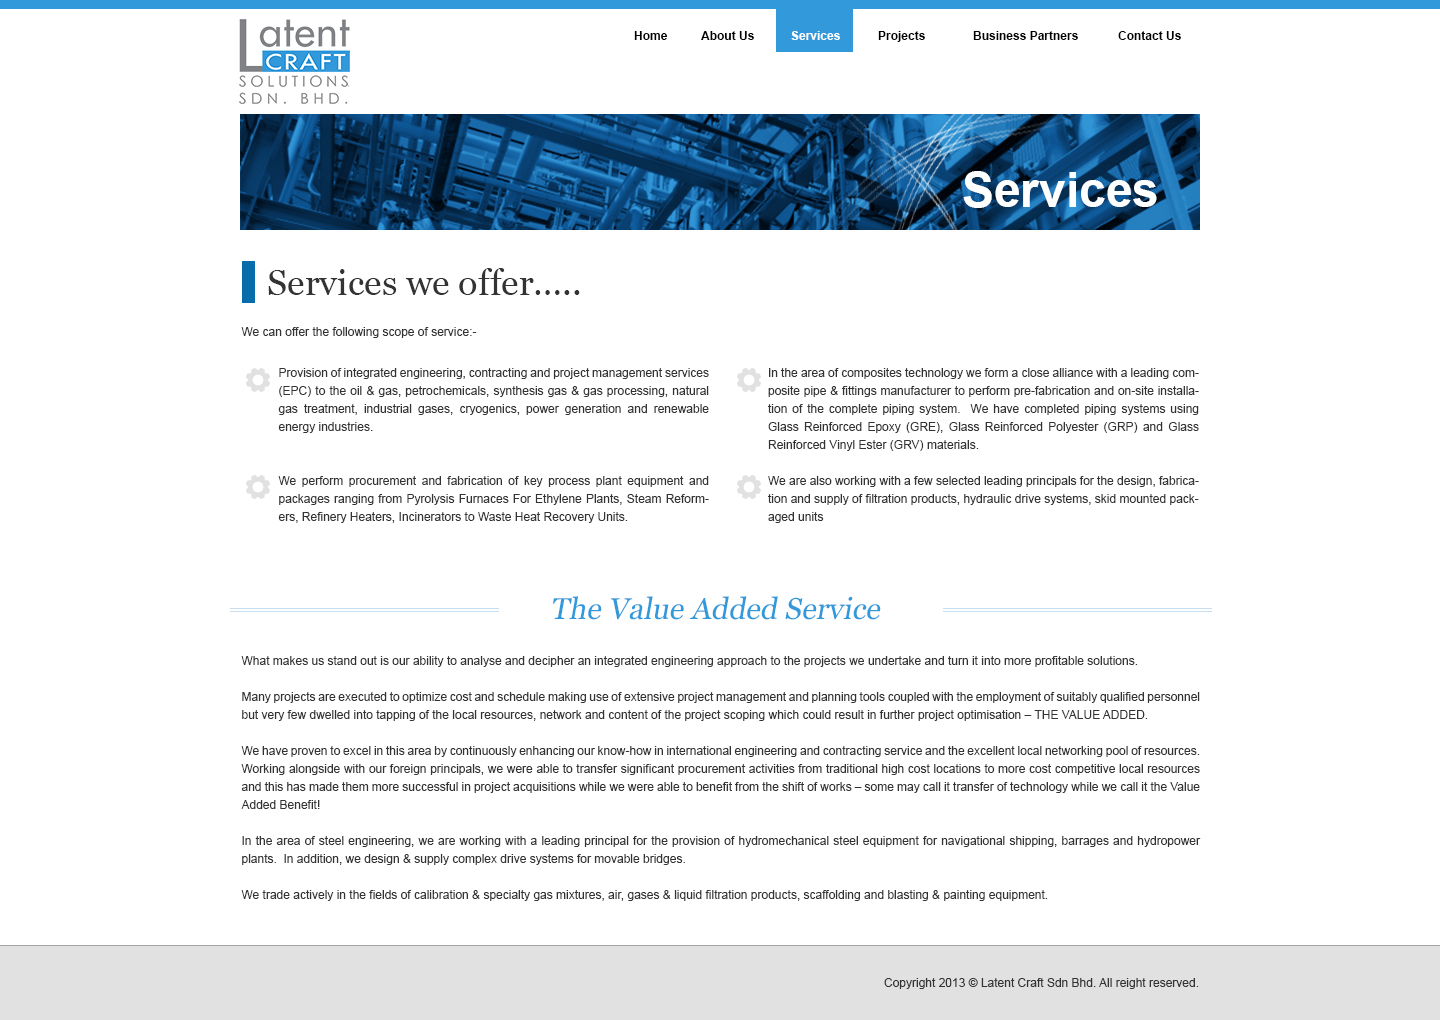 Latent
CRAFT
SOLUTIONS
SDN. BHD.
Home About Us Services Projects Business Partners Contact Us
Services
Services we offer.....
We can offer the following scope of service:-
Provision of integrated engineering, contracting and project management services
(EPC) to the oil & gas, petrochemicals, synthesis gas & gas processing, natural
gas treatment, industrial gases, cryogenics, power generation and renewable
energy industries.
In the area of composites technology we form a close alliance with a leading com-
posite pipe & fittings manufacturer to perform pre-fabrication and on-site installa-
tion of the complete piping system.  We have completed piping systems using
Glass Reinforced Epoxy (GRE), Glass Reinforced Polyester (GRP) and Glass
Reinforced Vinyl Ester (GRV) materials.
We perform procurement and fabrication of key process plant equipment and
packages ranging from Pyrolysis Furnaces For Ethylene Plants, Steam Reform-
ers, Refinery Heaters, Incinerators to Waste Heat Recovery Units.
We are also working with a few selected leading principals for the design, fabrica-
tion and supply of filtration products, hydraulic drive systems, skid mounted pack-
aged units
The Value Added Service
What makes us stand out is our ability to analyse and decipher an integrated engineering approach to the projects we undertake and turn it into more profitable solutions.
Many projects are executed to optimize cost and schedule making use of extensive project management and planning tools coupled with the employment of suitably qualified personnel
but very few dwelled into tapping of the local resources, network and content of the project scoping which could result in further project optimisation – THE VALUE ADDED.
We have proven to excel in this area by continuously enhancing our know-how in international engineering and contracting service and the excellent local networking pool of resources.
Working alongside with our foreign principals, we were able to transfer significant procurement activities from traditional high cost locations to more cost competitive local resources
and this has made them more successful in project acquisitions while we were able to benefit from the shift of works – some may call it transfer of technology while we call it the Value
Added Benefit!
In the area of steel engineering, we are working with a leading principal for the provision of hydromechanical steel equipment for navigational shipping, barrages and hydropower
plants.  In addition, we design & supply complex drive systems for movable bridges.
We trade actively in the fields of calibration & specialty gas mixtures, air, gases & liquid filtration products, scaffolding and blasting & painting equipment.
Copyright 2013 © Latent Craft Sdn Bhd. All reight reserved.